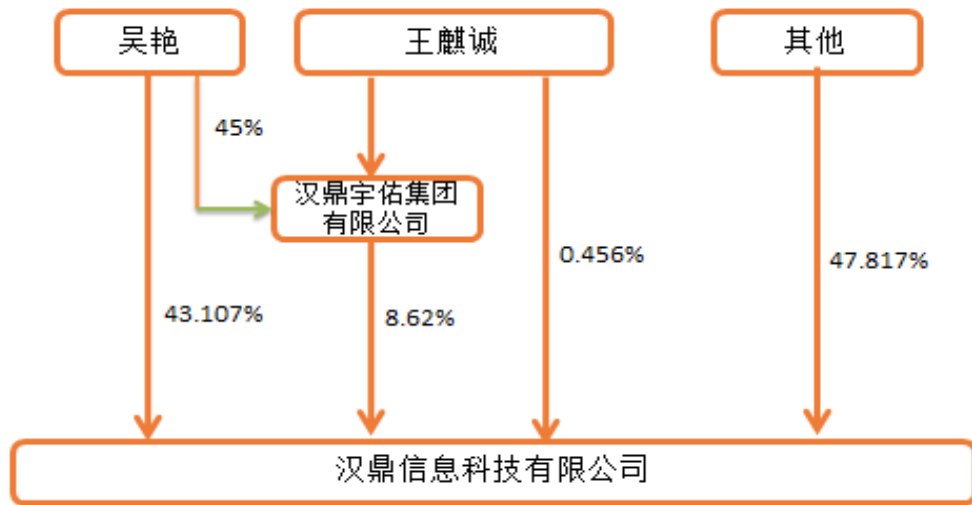 吴艳
王麒诚
其他
45%
汉鼎宇佑集团
有限公司
0.456%
47.817%
43.107%
8.62%
汉鼎信息科技有限公司